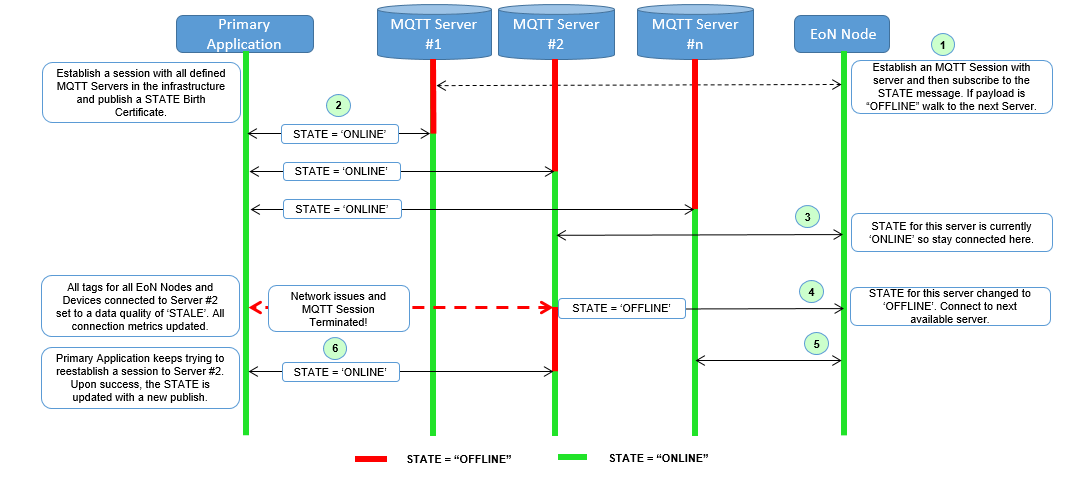 Primary
Application
MQTT Server
#1
MQTT Server
#2
MQTT Server
#n
EoN Node
1
Establish a session with all defined
MQTT Servers in the infrastructure
and publish a STATE Birth
Certificate.
Establish an MQTT Session with
server and then subscribe to the
STATE message. If payload is
“OFFLINE” walk to the next Server.
2
STATE = ‘ONLINE’
STATE = ‘ONLINE’
STATE = ‘ONLINE’
3
STATE for this server is currently
‘ONLINE’ so stay connected here.
All tags for all EoN Nodes and
Devices connected to Server #2
set to a data quality of ‘STALE’. All
connection metrics updated.
Network issues and
MQTT Session
Terminated!
STATE = ‘OFFLINE’
4
STATE for this server changed to
‘OFFLINE’. Connect to next
available server.
5
6
Primary Application keeps trying to
reestablish a session to Server #2.
Upon success, the STATE is
updated with a new publish.
STATE = ‘ONLINE’
STATE = “OFFLINE”
STATE = “ONLINE”